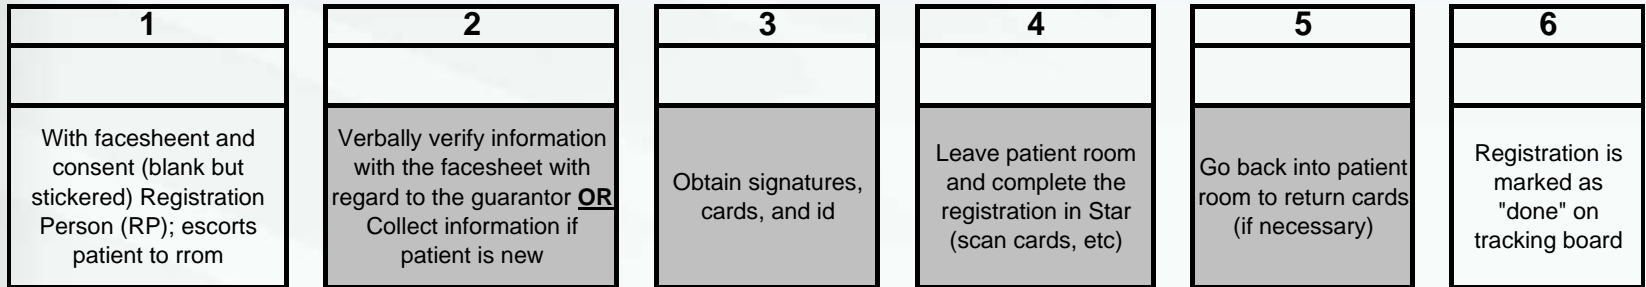 1
With facesheent and
consent (blank but
stickered) Registration
Person (RP); escorts
patient to rrom
2
Verbally verify information
with the facesheet with
regard to the guarantor OR
Collect information if
patient is new
3
Obtain signatures,
cards, and id
4
Leave patient room
and complete the
registration in Star
(scan cards, etc)
5
Go back into patient
room to return cards
(if necessary)
6
Registration is
marked as
"done" on
tracking board